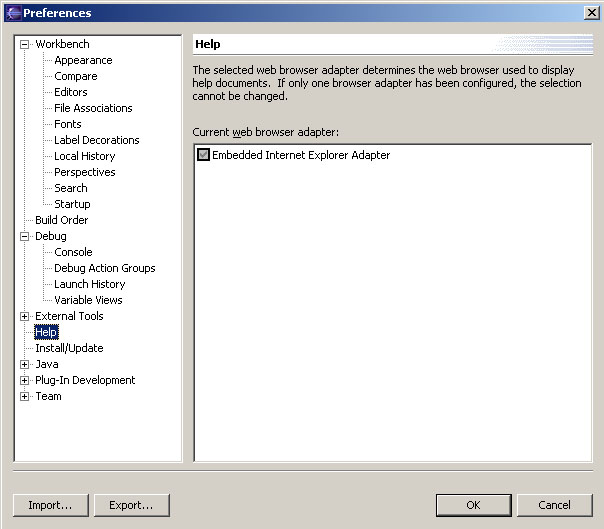 Preferences
Workbench
Appearance
Compare
Editors
File Associations
Fonts
Label Decorations
Local History
Perspectives
Search
Startup
Build Order
Debug
Console
Debug Action Groups
Launch History
Variable Views
External Tools
Help
Install/Update
Java
Plug-In Development
Team
Help
The selected web browser adapter determines the web browser used to display
help documents.  If only one browser adapter has been configured, the selection
cannot be changed.
Current web browser adapter:
Embedded Internet Explorer Adapter
Import...
Export...
OK
Cancel